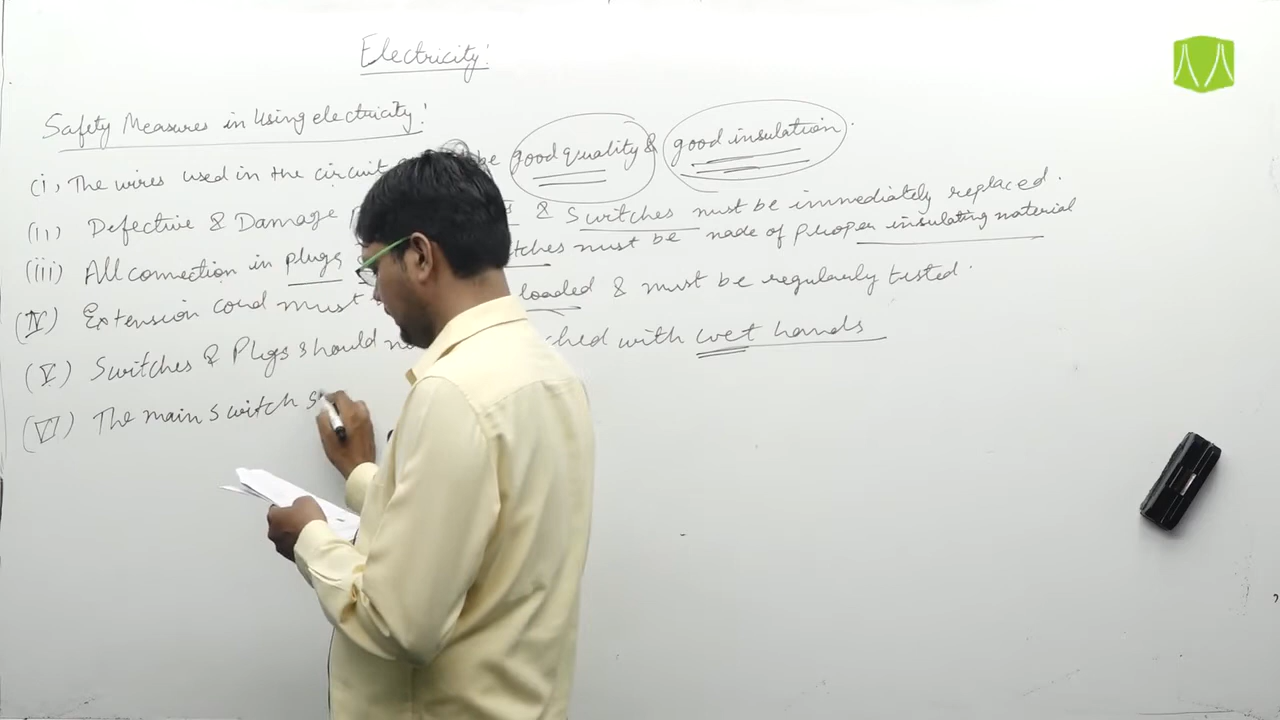 Electricity:
Safety Measures in Using electricity:
(i), The wires used in the circuit be good quality & good insulation.
(ii) Defective & Damage & switches must be immediately replaced.
(iii) All connection in plugs must be made of proper insulating material
(IV) Extension cord must loaded & must be regularly tested.
(V) Switches & Plugs should with wet hands
(VI) The main switch